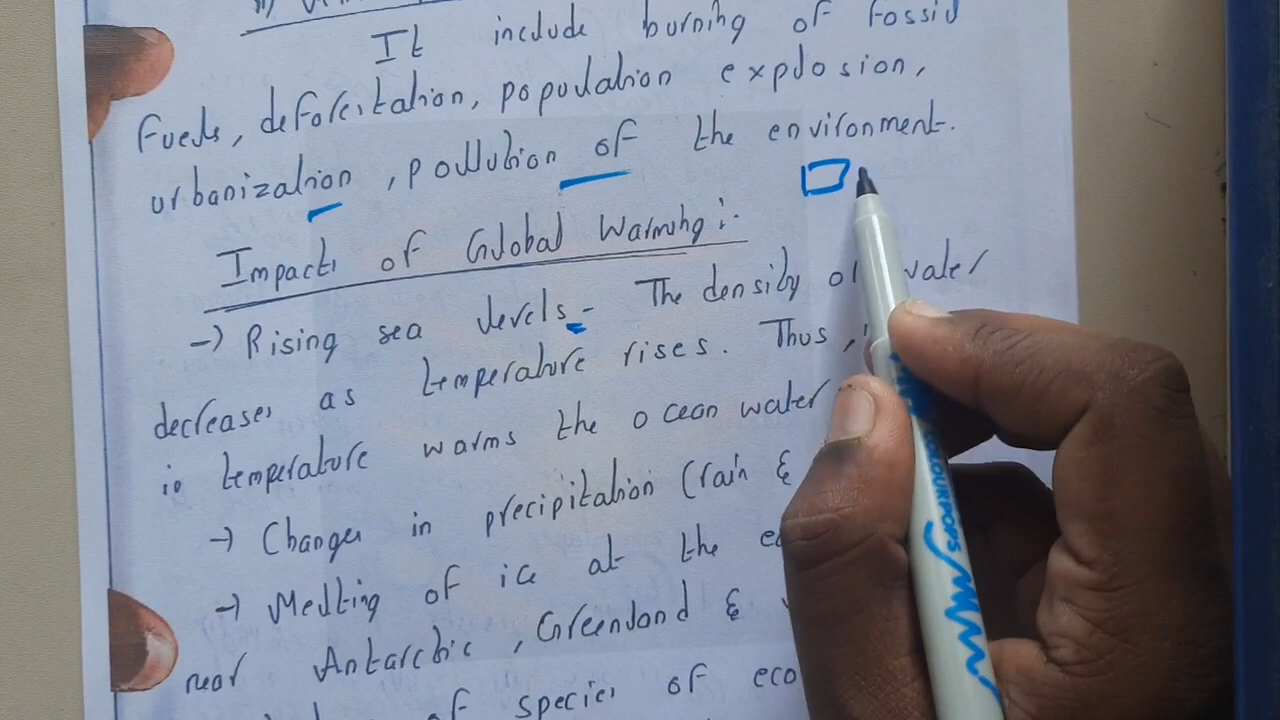 It include burning of Fossil
Fuels, deforestation, population explosion,
urbanization, pollution of the environment.
Impacts of Global Warming:-
→ Rising sea levels - The density of water
decreases as temperature rises. Thus,
in temperature warms the ocean water
→ Changes in precipitation (rain &
→ Melting of ice at the
near Antarctic, Greenland &
of species of
COLOURPOPS